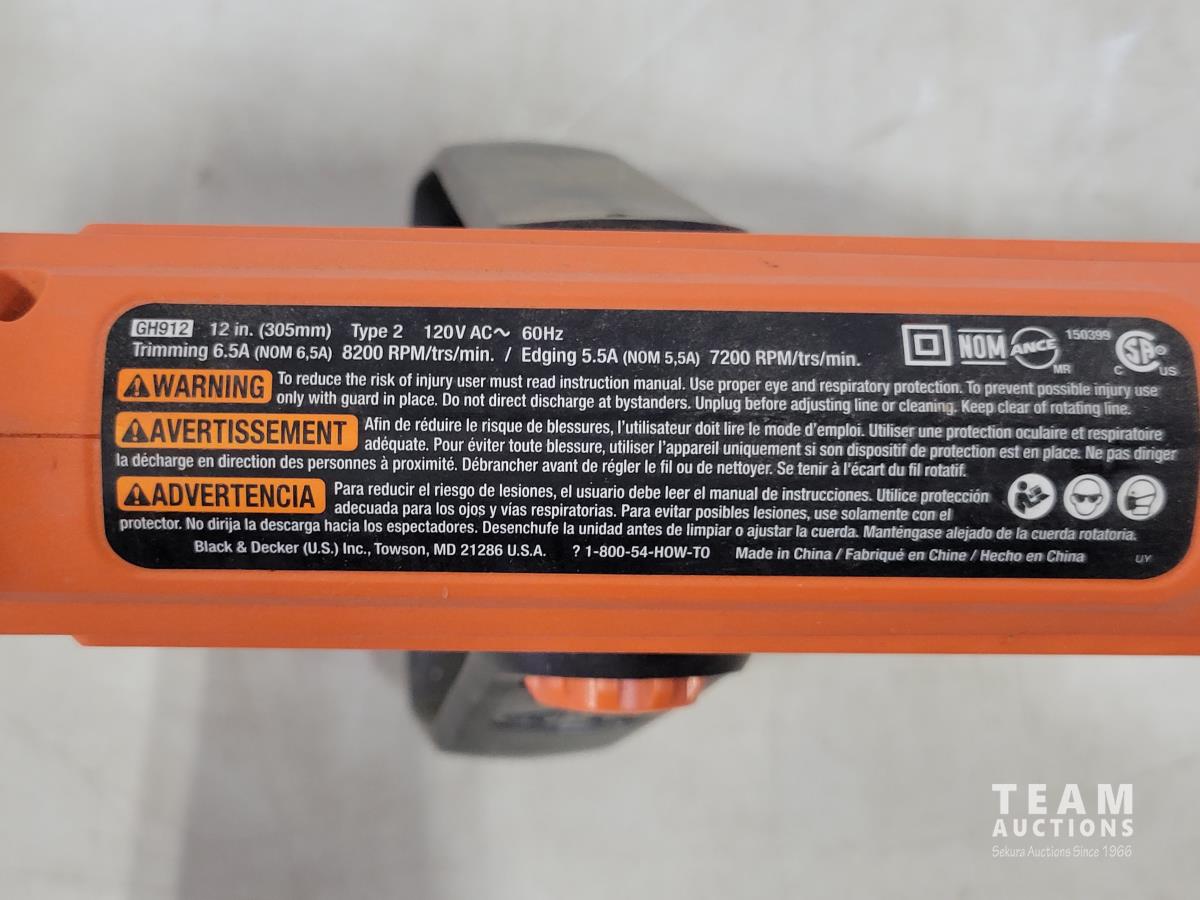 GH912 12 in. (305mm) Type 2 120V AC~ 60Hz
NOM ANCE MR 150399 C SA® US
Trimming 6.5A (NOM 6,5A) 8200 RPM/trs/min. / Edging 5.5A (NOM 5,5A) 7200 RPM/trs/min.
WARNING To reduce the risk of injury user must read instruction manual. Use proper eye and respiratory protection. To prevent possible injury use
only with guard in place. Do not direct discharge at bystanders. Unplug before adjusting line or cleaning. Keep clear of rotating line.
AVERTISSEMENT Afin de réduire le risque de blessures, l'utilisateur doit lire le mode d'emploi. Utiliser une protection oculaire et respiratoire
adéquate. Pour éviter toute blessure, utiliser l'appareil uniquement si son dispositif de protection est en place. Ne pas diriger
la décharge en direction des personnes à proximité. Débrancher avant de régler le fil ou de nettoyer. Se tenir à l'écart du fil rotatif.
ADVERTENCIA Para reducir el riesgo de lesiones, el usuario debe leer el manual de instrucciones. Utilice protección
adecuada para los ojos y vías respiratorias. Para evitar posibles lesiones, use solamente con el
protector. No dirija la descarga hacia los espectadores. Desenchufe la unidad antes de limpiar o ajustar la cuerda. Manténgase alejado de la cuerda rotatoria.
Black & Decker (U.S.) Inc., Towson, MD 21286 U.S.A. ? 1-800-54-HOW-TO Made in China / Fabriqué en Chine / Hecho en China UY
TEAM
AUCTIONS
Sekura Auctions Since 1966